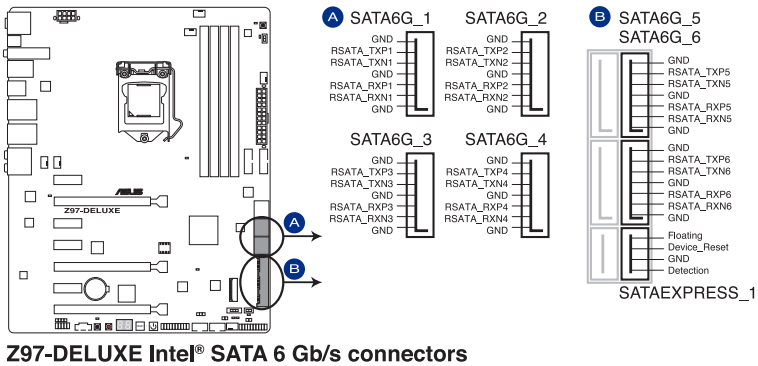 A SATA6G_1
GND
RSATA_TXP1
RSATA_TXN1
GND
RSATA_RXP1
RSATA_RXN1
GND
SATA6G_2
GND
RSATA_TXP2
RSATA_TXN2
GND
RSATA_RXP2
RSATA_RXN2
GND
SATA6G_3
GND
RSATA_TXP3
RSATA_TXN3
GND
RSATA_RXP3
RSATA_RXN3
GND
SATA6G_4
GND
RSATA_TXP4
RSATA_TXN4
GND
RSATA_RXP4
RSATA_RXN4
GND
B SATA6G_5
SATA6G_6
GND
RSATA_TXP5
RSATA_TXN5
GND
RSATA_RXP5
RSATA_RXN5
GND
GND
RSATA_TXP6
RSATA_TXN6
GND
RSATA_RXP6
RSATA_RXN6
GND
Floating
Device_Reset
GND
Detection
SATAEXPRESS_1
ASUS
Z97-DELUXE
A
B
Z97-DELUXE Intel® SATA 6 Gb/s connectors